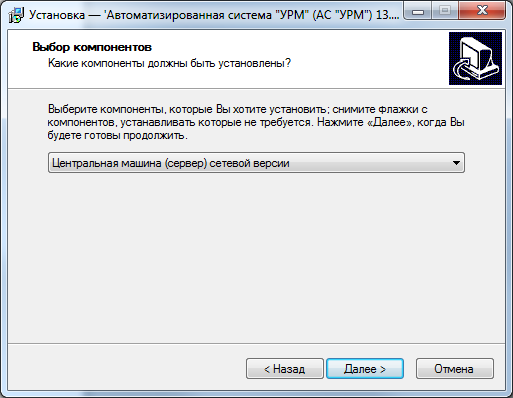 Установка — 'Автоматизированная система "УРМ" (АС "УРМ") 13....
Выбор компонентов
Какие компоненты должны быть установлены?
Выберите компоненты, которые Вы хотите установить; снимите флажки с
компонентов, устанавливать которые не требуется. Нажмите «Далее», когда Вы
будете готовы продолжить.
Центральная машина (сервер) сетевой версии
< Назад
Далее >
Отмена